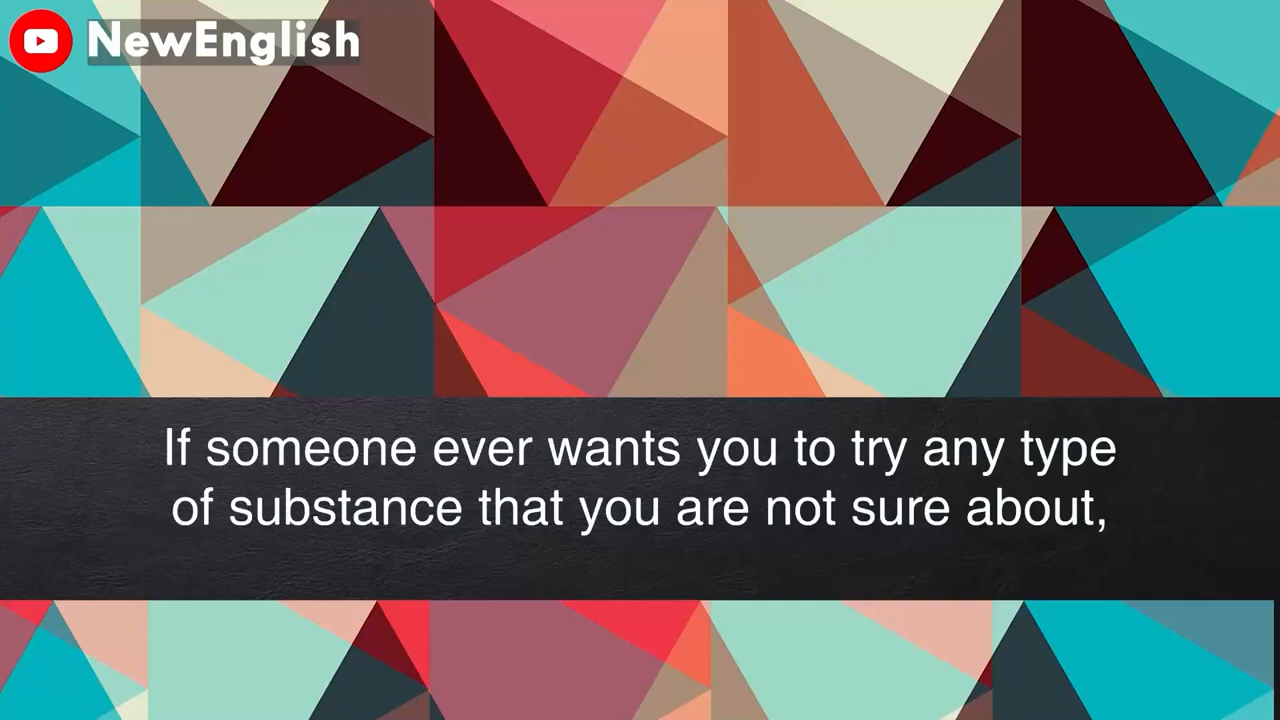 NewEnglish
If someone ever wants you to try any type
of substance that you are not sure about,